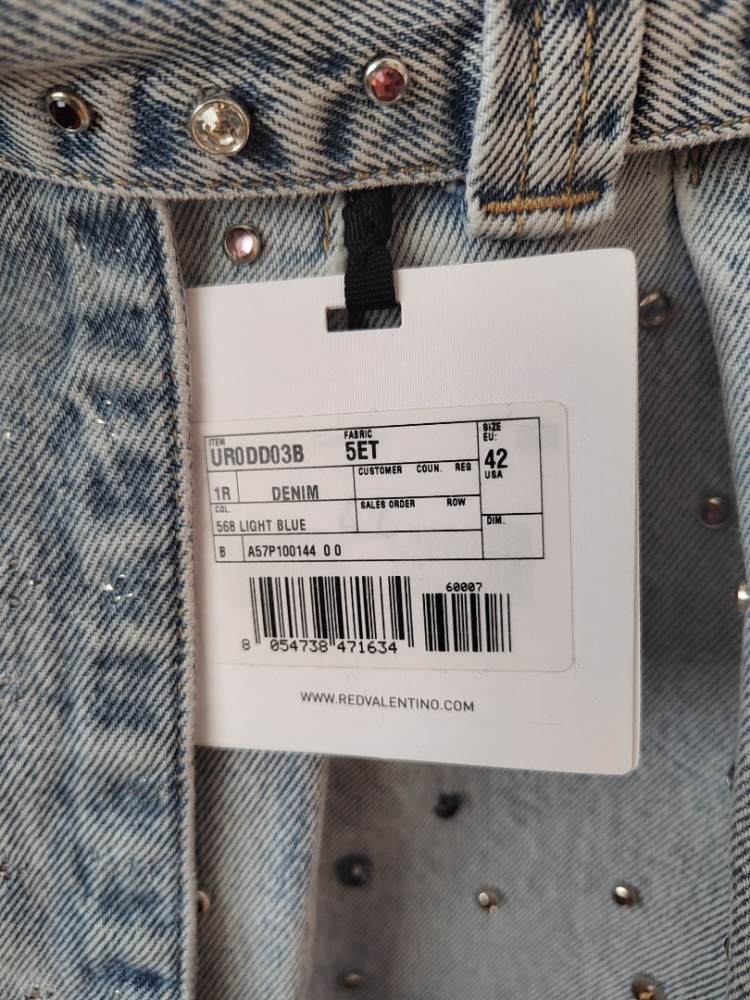 ITEM FABRIC SIZE
UR0DD03B 5ET EU:
42
USA
CUSTOMER COUN. REG
1R DENIM
COL. SALES ORDER ROW
568 LIGHT BLUE DIM.
B A57P100144 0 0
60007
8 054738 471634
WWW.REDVALENTINO.COM